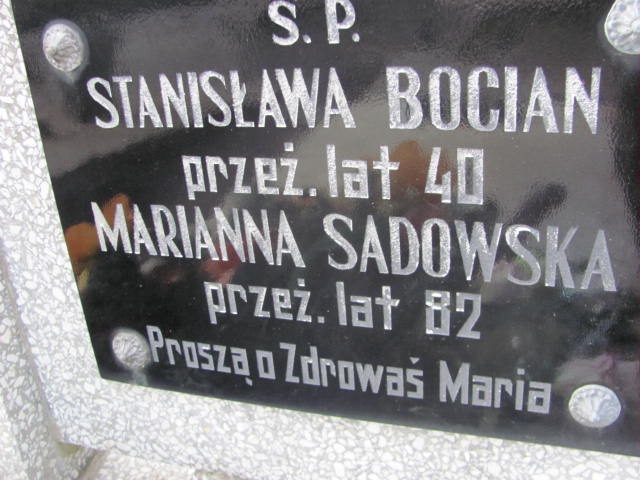 S. P.
STANISŁAWA BOCIAN
przeż. lat 40
MARIANNA SADOWSKA
przeż. lat 82
Proszą o Zdrowaś Maria